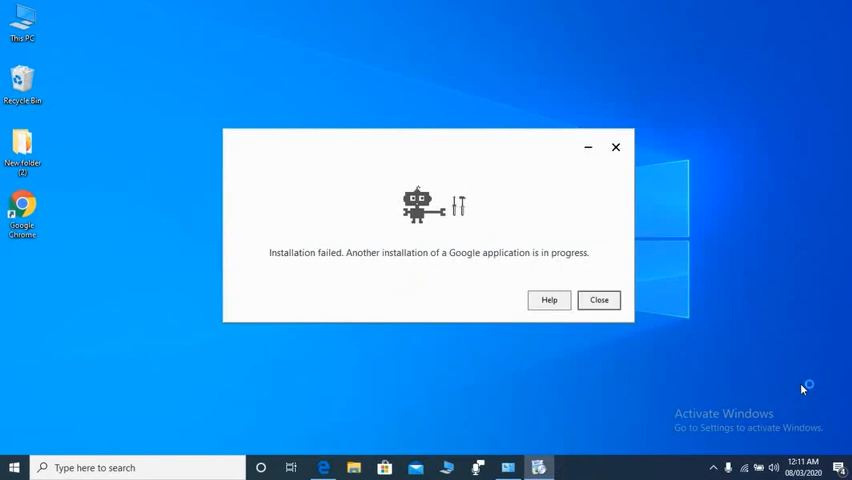 This PC
Recycle Bin
New folder
(2)
Google
Chrome
Installation failed. Another installation of a Google application is in progress.
Help
Close
Activate Windows
Go to Settings to activate Windows.
Type here to search
12:11 AM
08/03/2020
4